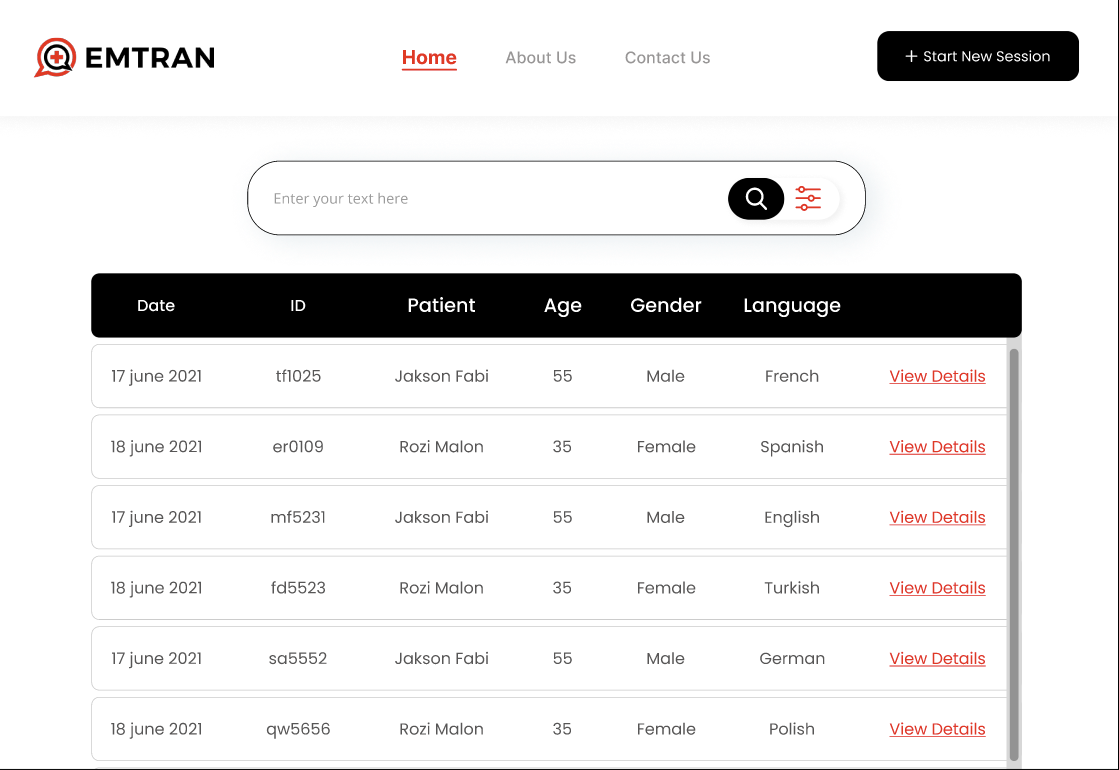 EMTRAN Home About Us Contact Us + Start New Session
Enter your text here
Date ID Patient Age Gender Language
17 june 2021 tf1025 Jakson Fabi 55 Male French View Details
18 june 2021 er0109 Rozi Malon 35 Female Spanish View Details
17 june 2021 mf5231 Jakson Fabi 55 Male English View Details
18 june 2021 fd5523 Rozi Malon 35 Female Turkish View Details
17 june 2021 sa5552 Jakson Fabi 55 Male German View Details
18 june 2021 qw5656 Rozi Malon 35 Female Polish View Details